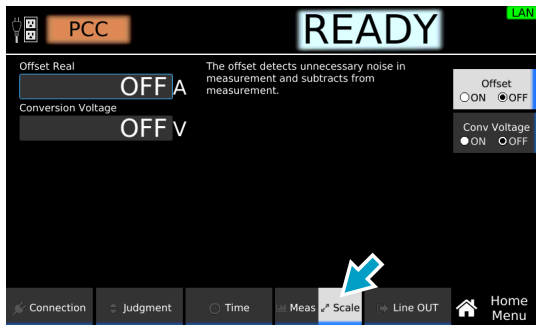 LAN
PCC
READY
Offset Real
OFF A
Conversion Voltage
OFF V
The offset detects unnecessary noise in
measurement and subtracts from
measurement.
Offset
ON OFF
Conv Voltage
ON OFF
Connection
Judgment
Time
Meas
Scale
Line OUT
Home
Menu